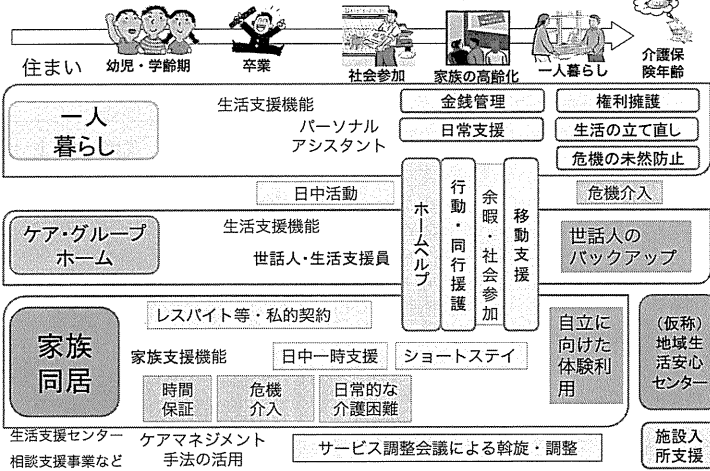 住まい
幼児・学齢期
卒業
社会参加
家族の高齢化
一人暮らし
介護保
険年齢
一人
暮らし
生活支援機能
パーソナル
アシスタント
金銭管理
日常支援
権利擁護
生活の立て直し
危機の未然防止
日中活動
危機介入
ホームヘルプ
行動・同行援護
余暇・社会参加
移動支援
ケア・グループ
ホーム
生活支援機能
世話人・生活支援員
世話人の
バックアップ
家族
同居
レスパイト等・私的契約
家族支援機能
日中一時支援
ショートステイ
時間
保証
危機
介入
日常的な
介護困難
自立に
向けた
体験利
用
(仮称)
地域生
活安心
センター
生活支援センター
相談支援事業など
ケアマネジメント
手法の活用
サービス調整会議による斡旋・調整
施設入
所支援